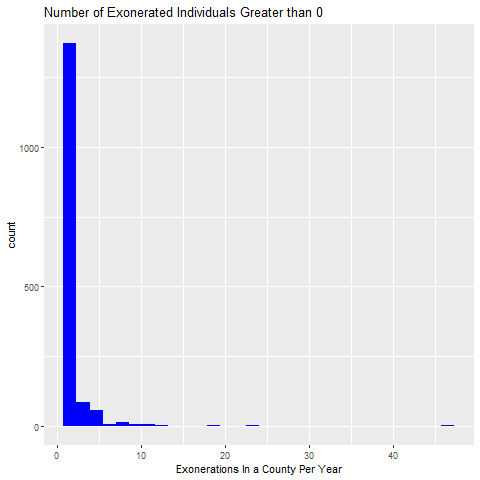 Number of Exonerated Individuals Greater than 0
count
1000
500
0
0 10 20 30 40
Exonerations In a County Per Year